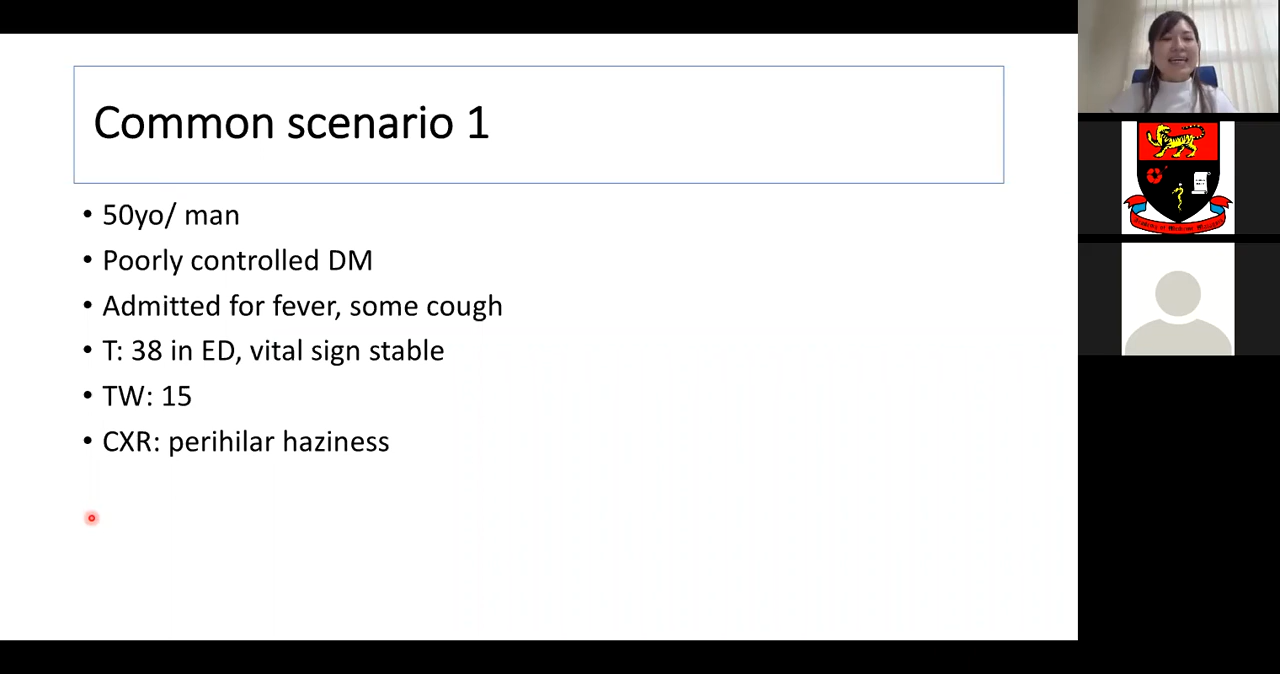 Common scenario 1
• 50yo/ man
• Poorly controlled DM
• Admitted for fever, some cough
• T: 38 in ED, vital sign stable
• TW: 15
• CXR: perihilar haziness